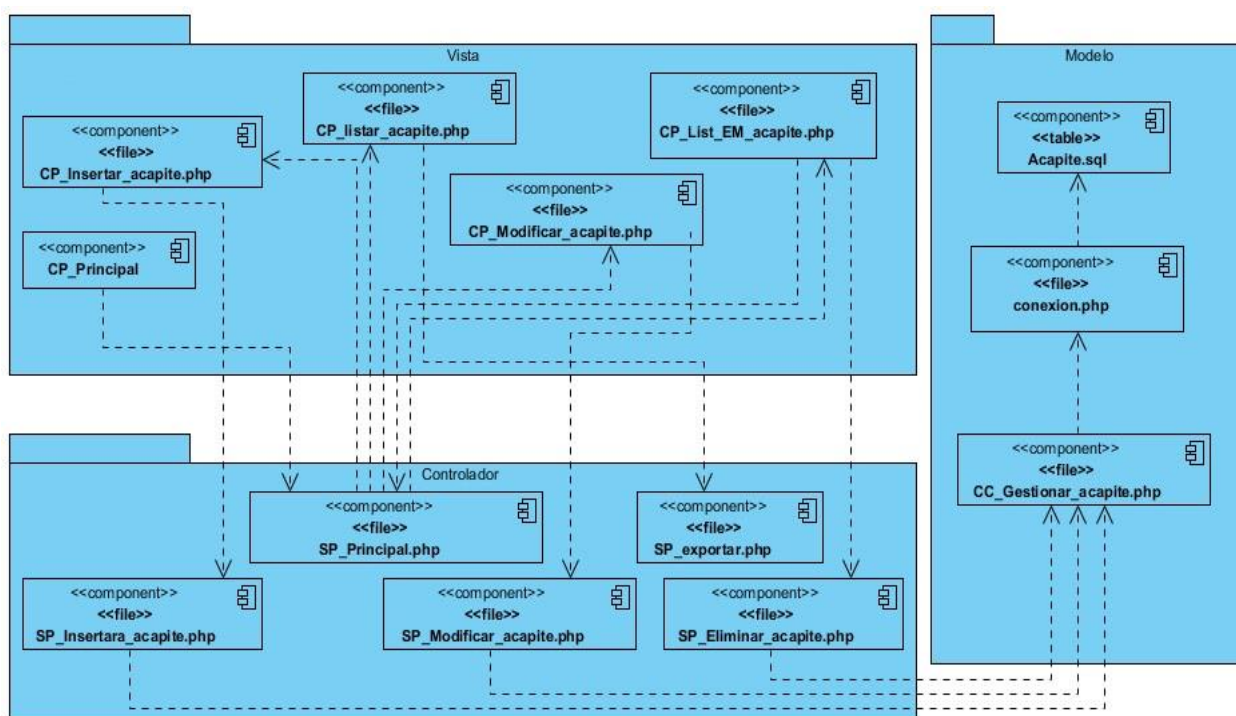 Vista
<<component>>
<<file>>
CP_listar_acapite.php
<<component>>
<<file>>
CP_List_EM_acapite.php
<<component>>
<<file>>
CP_Insertar_acapite.php
<<component>>
<<file>>
CP_Modificar_acapite.php
<<component>>
CP_Principal
Modelo
<<component>>
<<table>>
Acapite.sql
<<component>>
<<file>>
conexion.php
<<component>>
<<file>>
CC_Gestionar_acapite.php
Controlador
<<component>>
<<file>>
SP_Principal.php
<<component>>
<<file>>
SP_exportar.php
<<component>>
<<file>>
SP_Insertara_acapite.php
<<component>>
<<file>>
SP_Modificar_acapite.php
<<component>>
<<file>>
SP_Eliminar_acapite.php